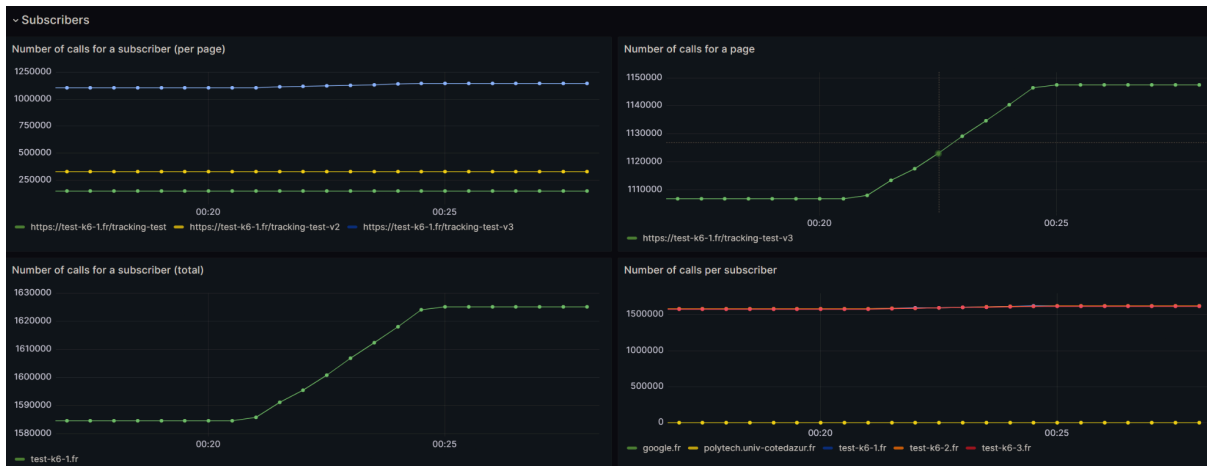 Subscribers
Number of calls for a subscriber (per page)
1250000
1000000
750000
500000
250000
00:20 00:25
https://test-k6-1.fr/tracking-test https://test-k6-1.fr/tracking-test-v2 https://test-k6-1.fr/tracking-test-v3
Number of calls for a page
1150000
1140000
1130000
1120000
1110000
00:20 00:25
https://test-k6-1.fr/tracking-test-v3
Number of calls for a subscriber (total)
1630000
1620000
1610000
1600000
1590000
1580000
00:20 00:25
test-k6-1.fr
Number of calls per subscriber
1500000
1000000
500000
0
00:20 00:25
google.fr polytech.univ-cotedazur.fr test-k6-1.fr test-k6-2.fr test-k6-3.fr